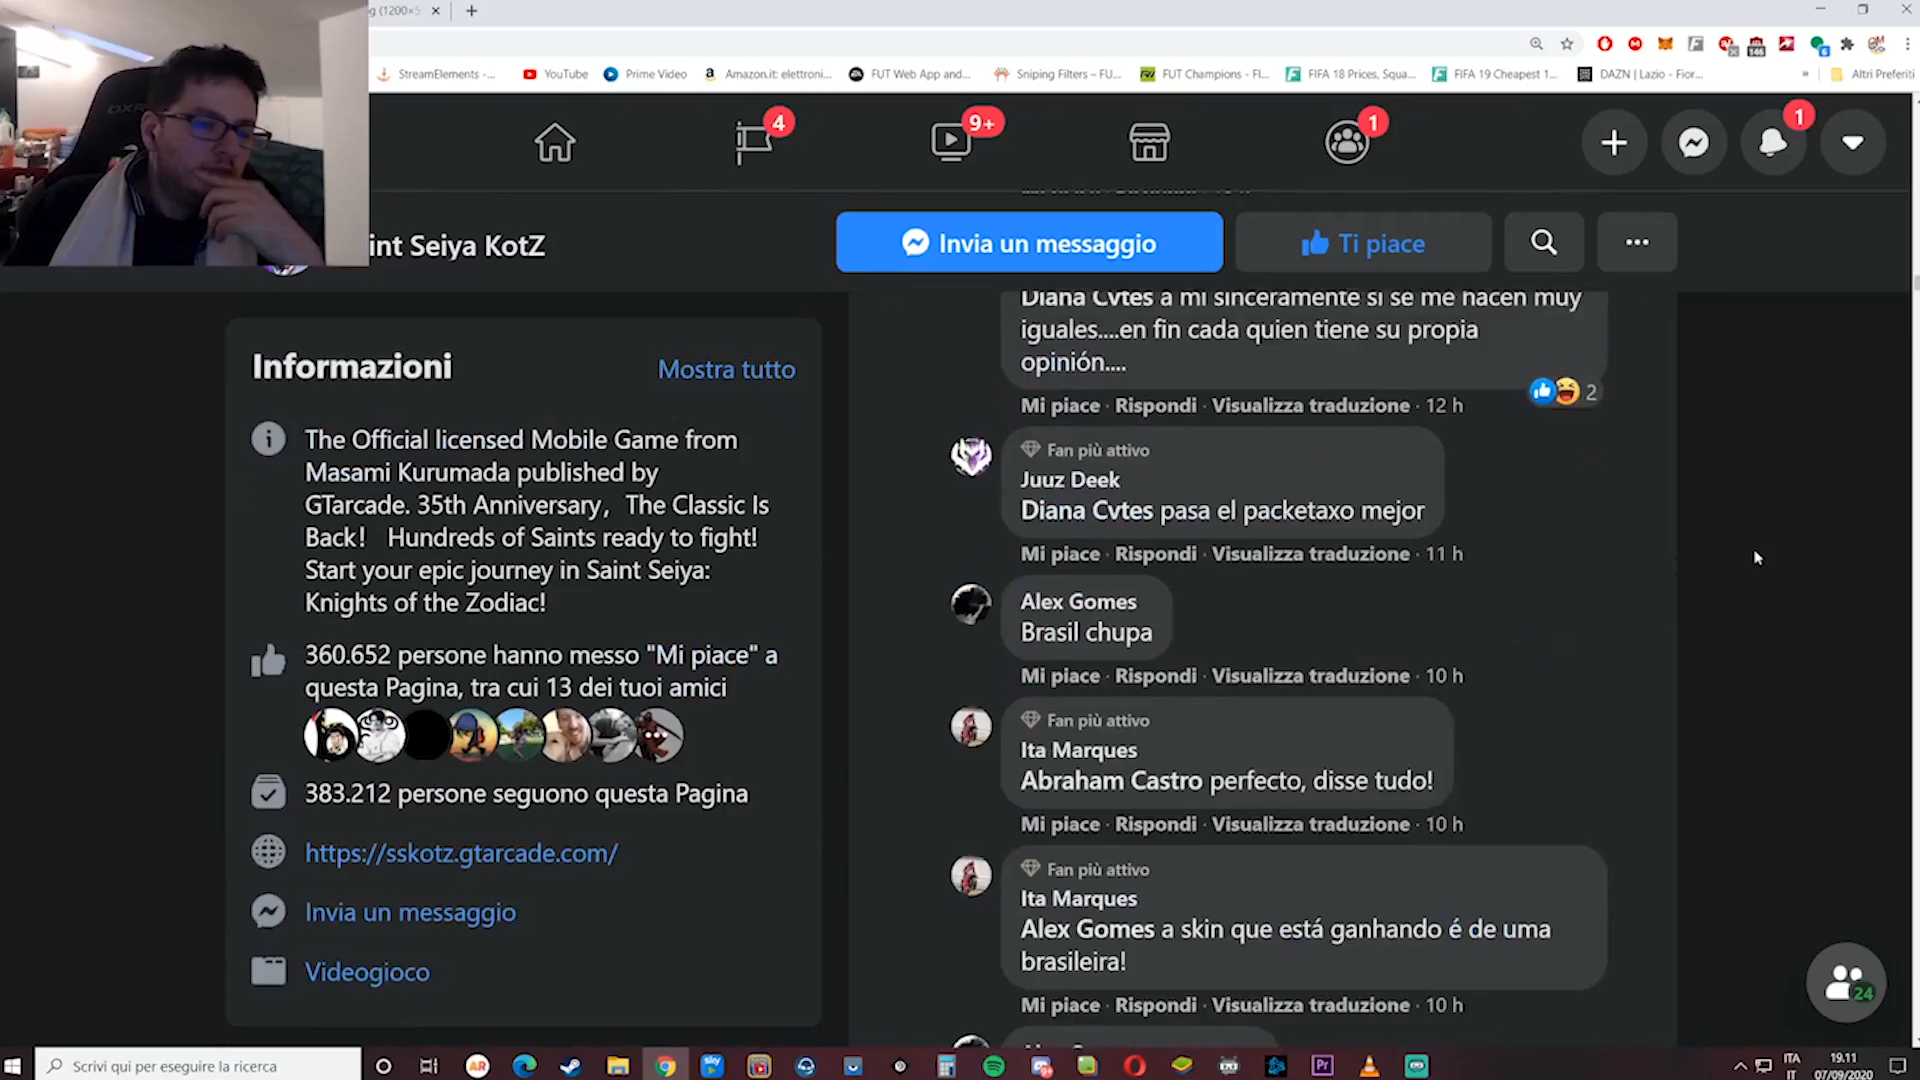 g (1200×5
StreamElements -...
YouTube
Prime Video
Amazon.it: elettroni...
FUT Web App and...
Sniping Filters – FU...
FUT Champions - FI...
FIFA 18 Prices, Squa...
FIFA 19 Cheapest 1...
DAZN | Lazio - Fior...
»
Altri Preferiti
146
6
DXR
4
9+
1
1
int Seiya KotZ
Invia un messaggio
Ti piace
Informazioni
Mostra tutto
The Official licensed Mobile Game from
Masami Kurumada published by
GTarcade. 35th Anniversary，The Classic Is
Back！ Hundreds of Saints ready to fight!
Start your epic journey in Saint Seiya:
Knights of the Zodiac!
360.652 persone hanno messo "Mi piace" a
questa Pagina, tra cui 13 dei tuoi amici
383.212 persone seguono questa Pagina
https://sskotz.gtarcade.com/
Invia un messaggio
Videogioco
Diana Cvtes a mi sinceramente si se me hacen muy
iguales....en fin cada quien tiene su propia
opinión....
2
Mi piace · Rispondi · Visualizza traduzione · 12 h
Fan più attivo
Juuz Deek
Diana Cvtes pasa el packetaxo mejor
Mi piace · Rispondi · Visualizza traduzione · 11 h
Alex Gomes
Brasil chupa
Mi piace · Rispondi · Visualizza traduzione · 10 h
Fan più attivo
Ita Marques
Abraham Castro perfecto, disse tudo!
Mi piace · Rispondi · Visualizza traduzione · 10 h
Fan più attivo
Ita Marques
Alex Gomes a skin que está ganhando é de uma
brasileira!
Mi piace · Rispondi · Visualizza traduzione · 10 h
24
Scrivi qui per eseguire la ricerca
AR
sky
Pr
ITA
IT
19.11
07/09/2020